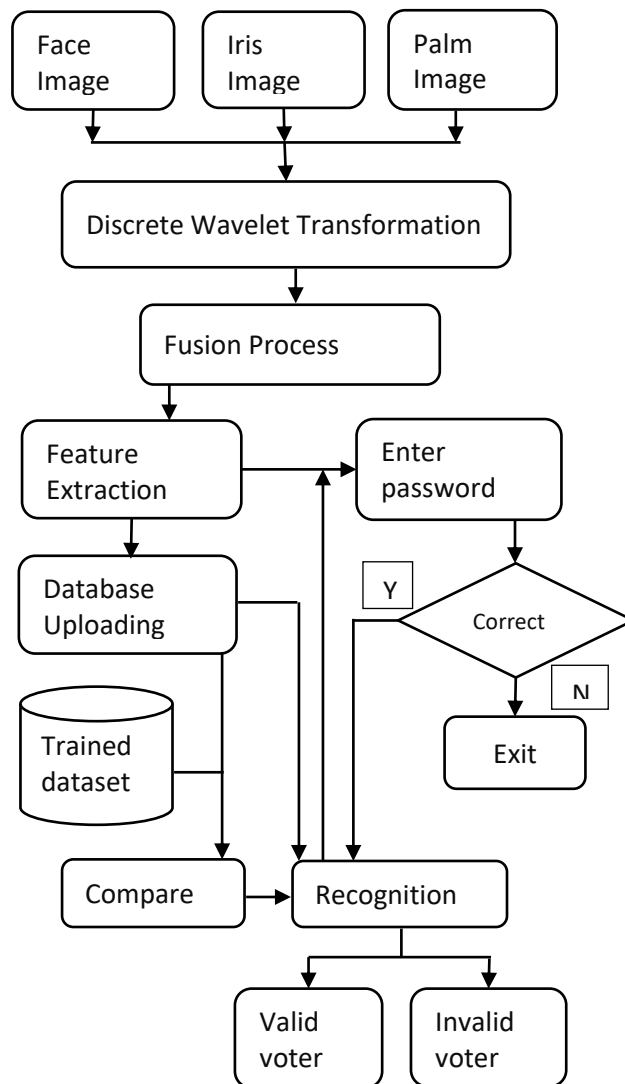 Face
Image
Iris
Image
Palm
Image
Discrete Wavelet Transformation
Fusion Process
Feature
Extraction
Enter
password
Database
Uploading
Y
Correct
N
Trained
dataset
Exit
Compare
Recognition
Valid
voter
Invalid
voter